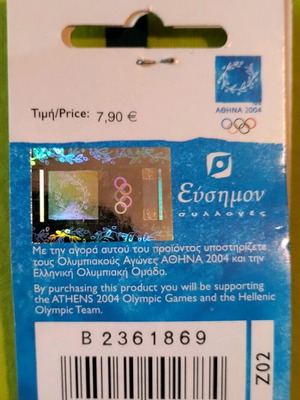 ΑΘΗΝΑ 2004
Τιμή/Price: 7,90 €
Εύσημον
συλλογές
Με την αγορά αυτού του προϊόντος υποστηρίζετε
τους Ολυμπιακούς Αγώνες ΑΘΗΝΑ 2004 και την
Ελληνική Ολυμπιακή Ομάδα.
By purchasing this product you will be supporting
the ATHENS 2004 Olympic Games and the Hellenic
Olympic Team.
B 2361869
Z02